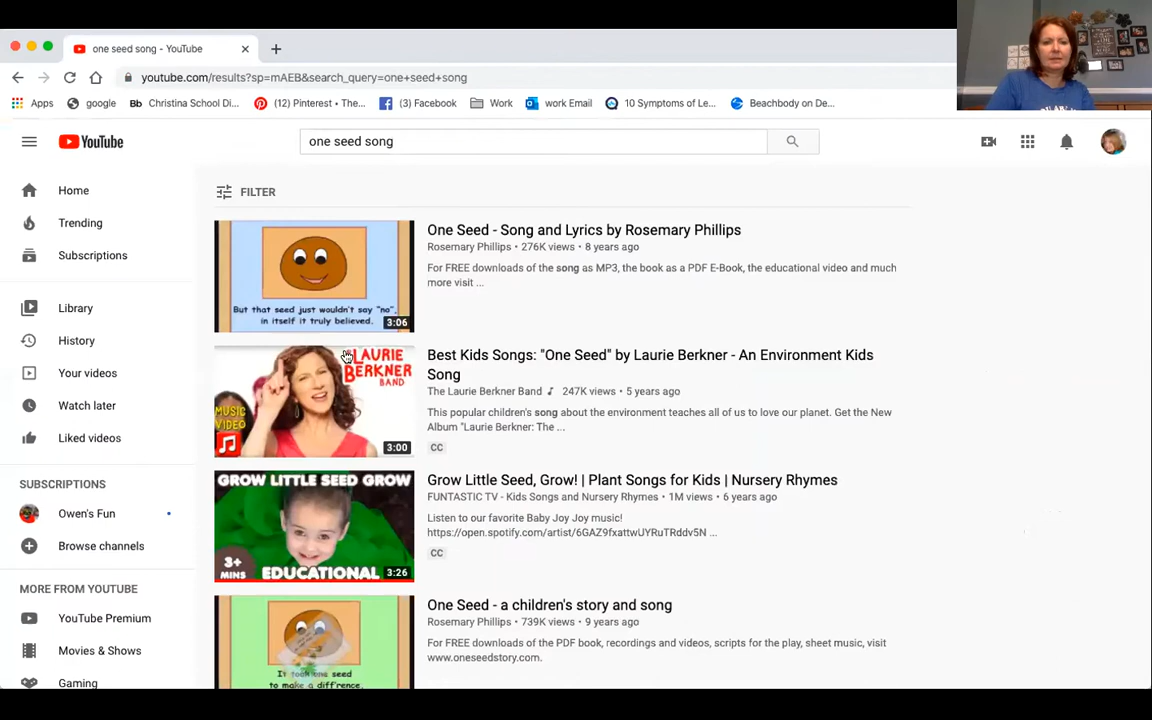 one seed song - YouTube
youtube.com/results?sp=mAEB&search_query=one+seed+song
Apps google Bb Christina School Di... (12) Pinterest • The... (3) Facebook Work work Email 10 Symptoms of Le... Beachbody on De...
YouTube
one seed song
Home
Trending
Subscriptions
Library
History
Your videos
Watch later
Liked videos
SUBSCRIPTIONS
Owen's Fun
Browse channels
MORE FROM YOUTUBE
YouTube Premium
Movies & Shows
Gaming
FILTER
But that seed just wouldn't say "no",
in itself it truly believed.
3:06
One Seed - Song and Lyrics by Rosemary Phillips
Rosemary Phillips • 276K views • 8 years ago
For FREE downloads of the song as MP3, the book as a PDF E-Book, the educational video and much
more visit ...
LAURIE
BERKNER
BAND
MUSIC
VIDEO
3:00
Best Kids Songs: "One Seed" by Laurie Berkner - An Environment Kids
Song
The Laurie Berkner Band 247K views • 5 years ago
This popular children's song about the environment teaches all of us to love our planet. Get the New
Album "Laurie Berkner: The ...
CC
GROW LITTLE SEED GROW
3+
MINS
EDUCATIONAL
3:26
Grow Little Seed, Grow! | Plant Songs for Kids | Nursery Rhymes
FUNTASTIC TV - Kids Songs and Nursery Rhymes • 1M views • 6 years ago
Listen to our favorite Baby Joy Joy Joy music!
https://open.spotify.com/artist/6GAZ9fxattwUYRuTRddv5N ...
CC
It took one seed
to make a diff'rence.
One Seed - a children's story and song
Rosemary Phillips • 739K views • 9 years ago
For FREE downloads of the PDF book, recordings and videos, scripts for the play, sheet music, visit
www.oneseedstory.com.